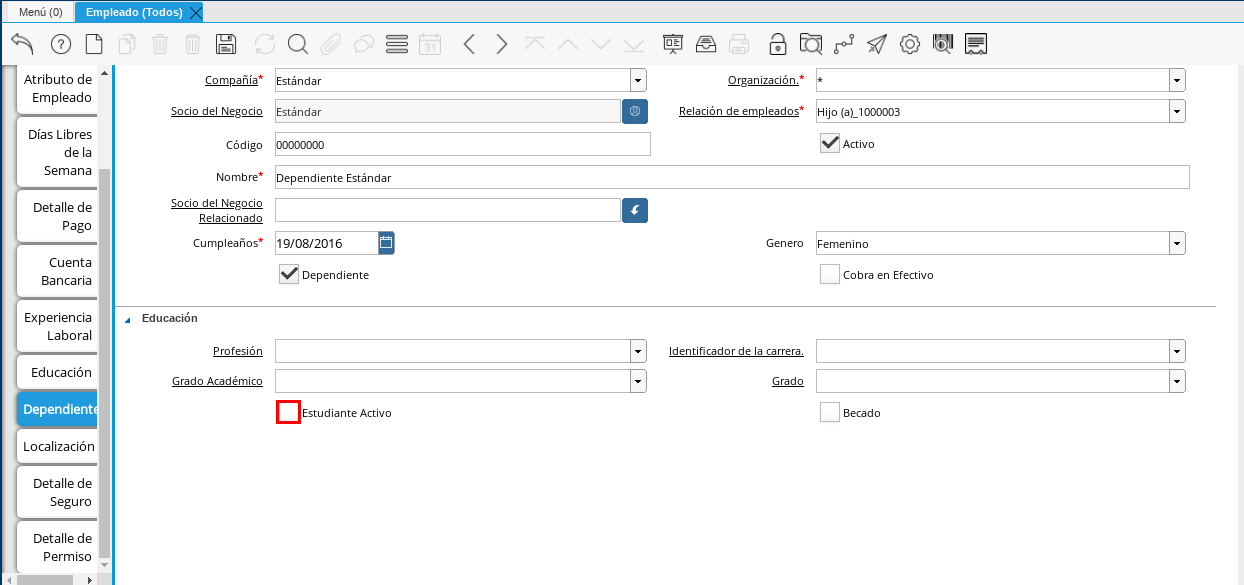 Menú (0)
Empleado (Todos)
?
31
Atributo de
Empleado
Días Libres
de la
Semana
Detalle de
Pago
Cuenta
Bancaria
Experiencia
Laboral
Educación
Dependiente
Localización
Detalle de
Seguro
Detalle de
Permiso
Compañía* Estándar Organización.* *
Socio del Negocio Estándar Relación de empleados* Hijo (a)_1000003
Código 00000000 Activo
Nombre* Dependiente Estándar
Socio del Negocio
Relacionado
Cumpleaños* 19/08/2016 Genero Femenino
Dependiente Cobra en Efectivo
Educación
Profesión Identificador de la carrera.
Grado Académico Grado
Estudiante Activo Becado